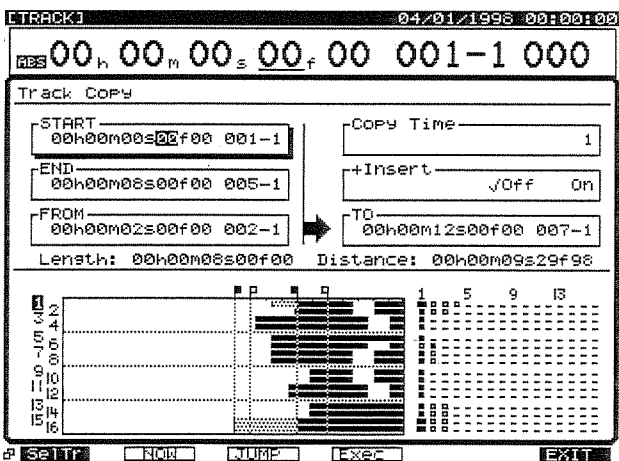 [TRACK] 04/01/1998 00:00:00
ABS 00h 00m 00s 00f 00 001-1 000
Track Copy
START
00h00m00s00f00 001-1
Copy Time
1
END
00h00m08s00f00 005-1
+Insert
√Off On
FROM
00h00m02s00f00 002-1
TO
00h00m12s00f00 007-1
Length: 00h00m08s00f00 Distance: 00h00m09s29f98
1 5 9 13
1
2
3
4
5
6
7
8
9
10
11
12
13
14
15
16
SelTr NOW JUMP Exec EXIT